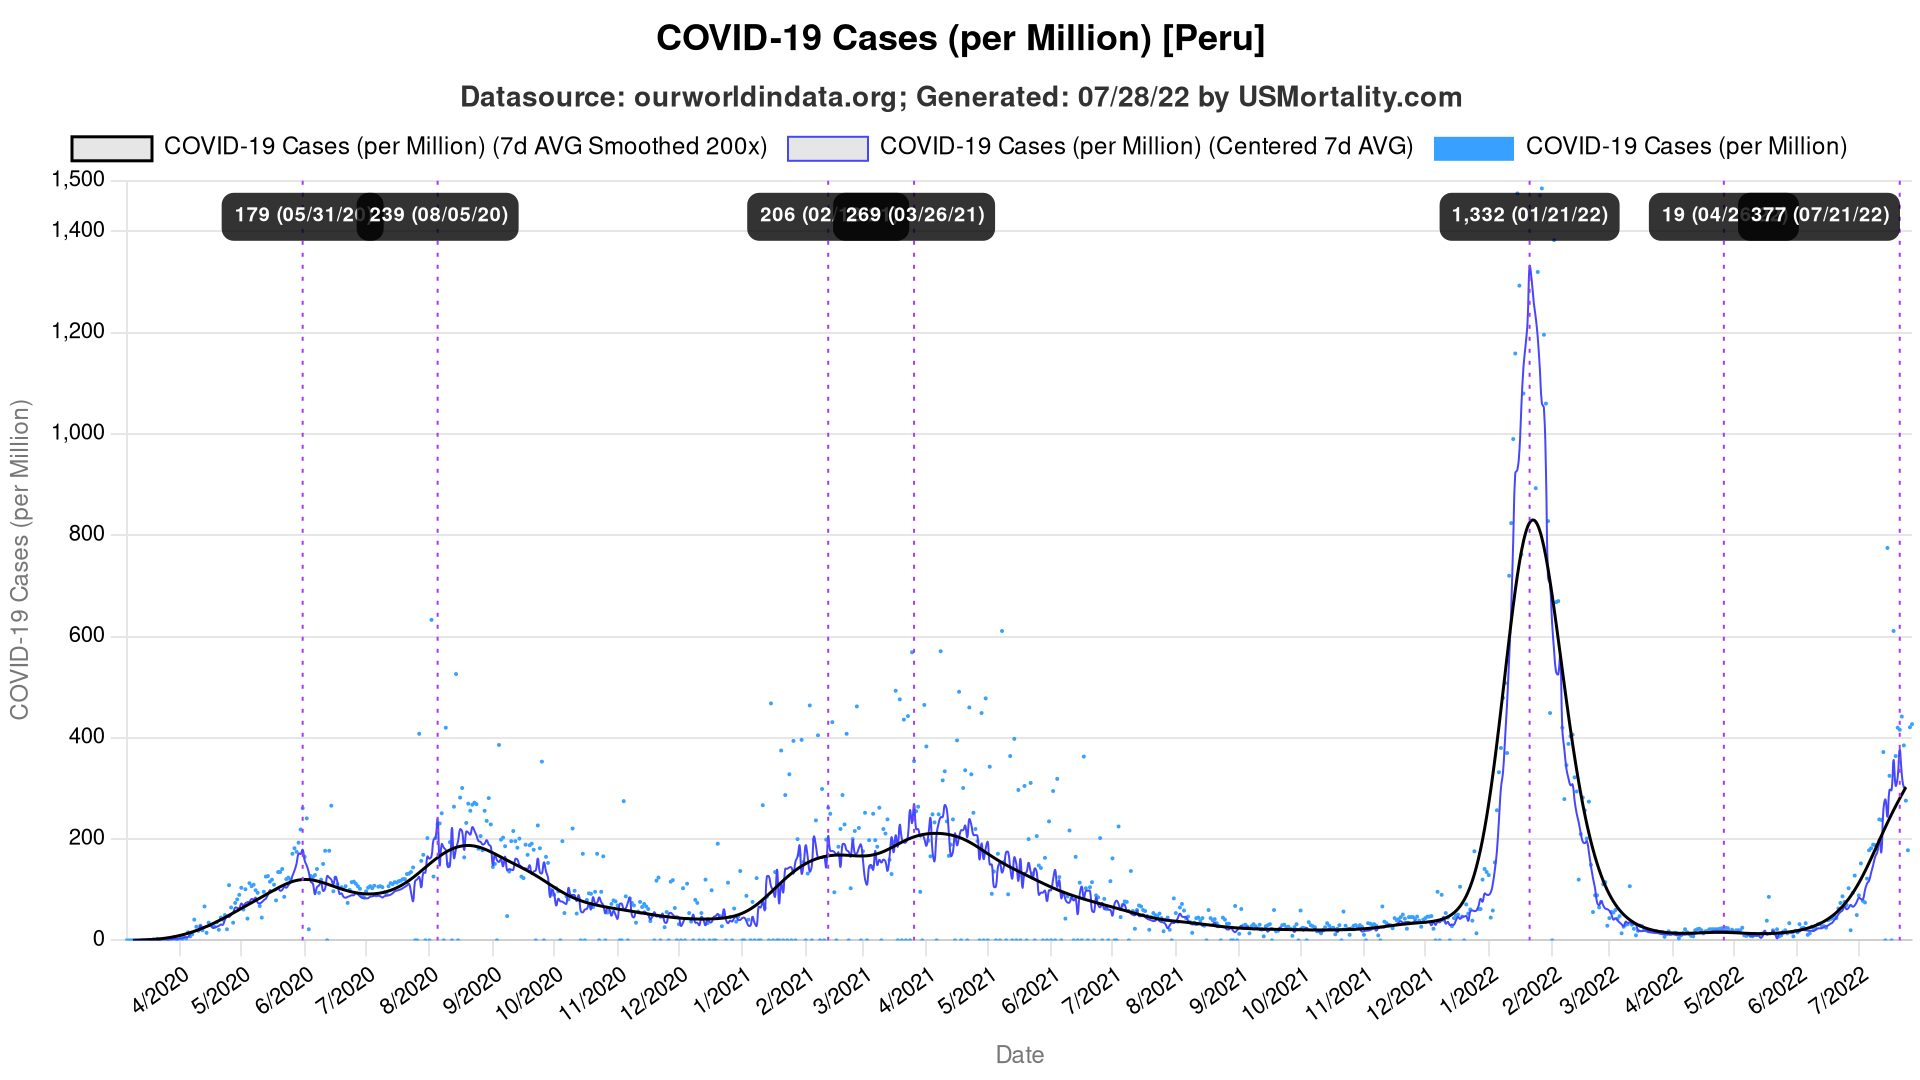 COVID-19 Cases (per Million) [Peru]
Datasource: ourworldindata.org; Generated: 07/28/22 by USMortality.com
COVID-19 Cases (per Million) (7d AVG Smoothed 200x) COVID-19 Cases (per Million) (Centered 7d AVG) COVID-19 Cases (per Million)
1,500
179 (05/31/20) 239 (08/05/20) 206 (02/ 269 (03/26/21) 1,332 (01/21/22) 19 (04/26 377 (07/21/22)
1,400
1,200
1,000
800
600
400
200
0
COVID-19 Cases (per Million)
4/2020 5/2020 6/2020 7/2020 8/2020 9/2020 10/2020 11/2020 12/2020 1/2021 2/2021 3/2021 4/2021 5/2021 6/2021 7/2021 8/2021 9/2021 10/2021 11/2021 12/2021 1/2022 2/2022 3/2022 4/2022 5/2022 6/2022 7/2022
Date